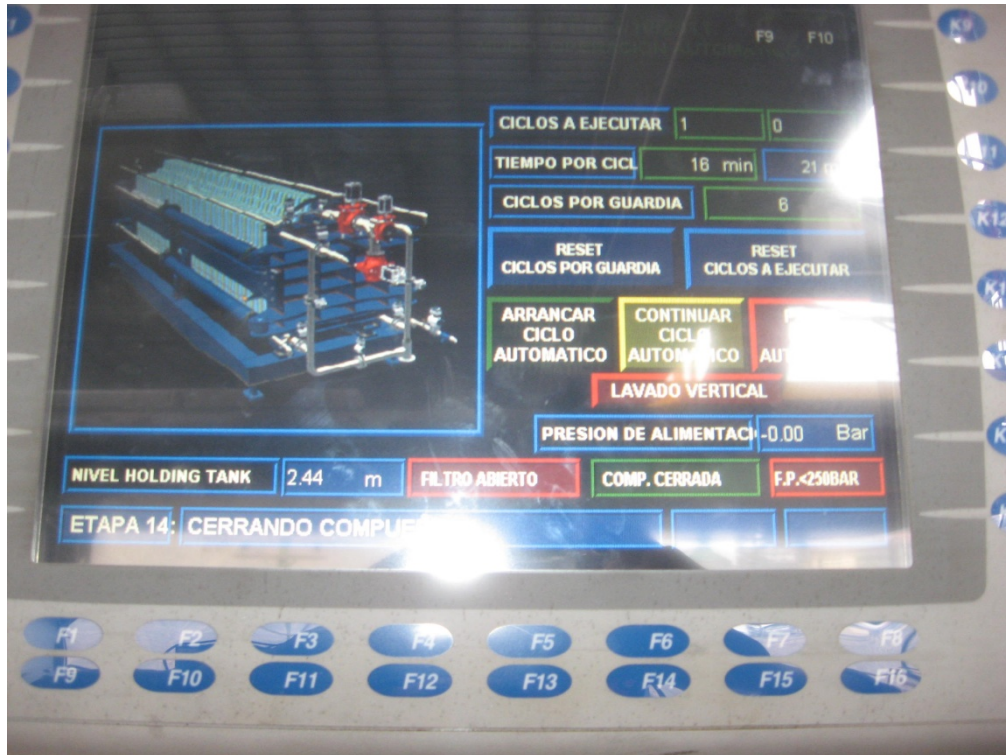 F9 F10
CICLOS A EJECUTAR 1 0
TIEMPO POR CICL 16 min 21
CICLOS POR GUARDIA 6
RESET
CICLOS POR GUARDIA
RESET
CICLOS A EJECUTAR
ARRANCAR
CICLO
AUTOMATICO
CONTINUAR
CICLO
AUTOMATICO
LAVADO VERTICAL
PRESION DE ALIMENTACI -0.00 Bar
NIVEL HOLDING TANK 2.44 m FILTRO ABIERTO COMP. CERRADA F.P.<250BAR
ETAPA 14: CERRANDO
K9
F1 F2 F3 F4 F5 F6 F7 F8
F9 F10 F11 F12 F13 F14 F15 F16